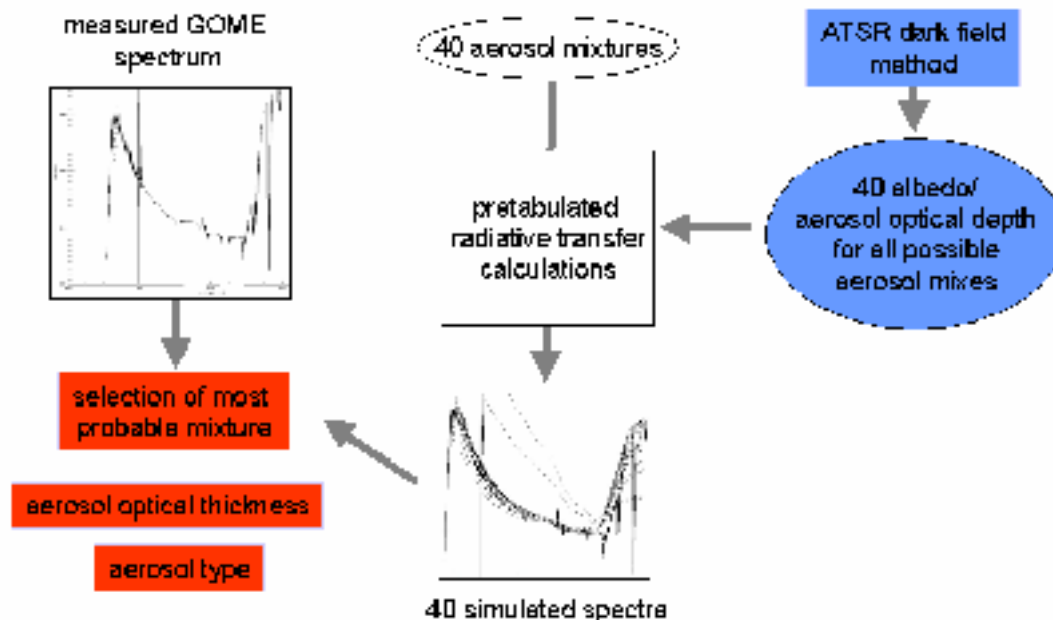 measured GOME
spectrum
40 aerosol mixtures
ATSR dark field
method
pretabulated
radiative transfer
calculations
40 albedo/
aerosol optical depth
for all possible
aerosol mixes
selection of most
probable mixture
aerosol optical thickness
aerosol type
40 simulated spectra